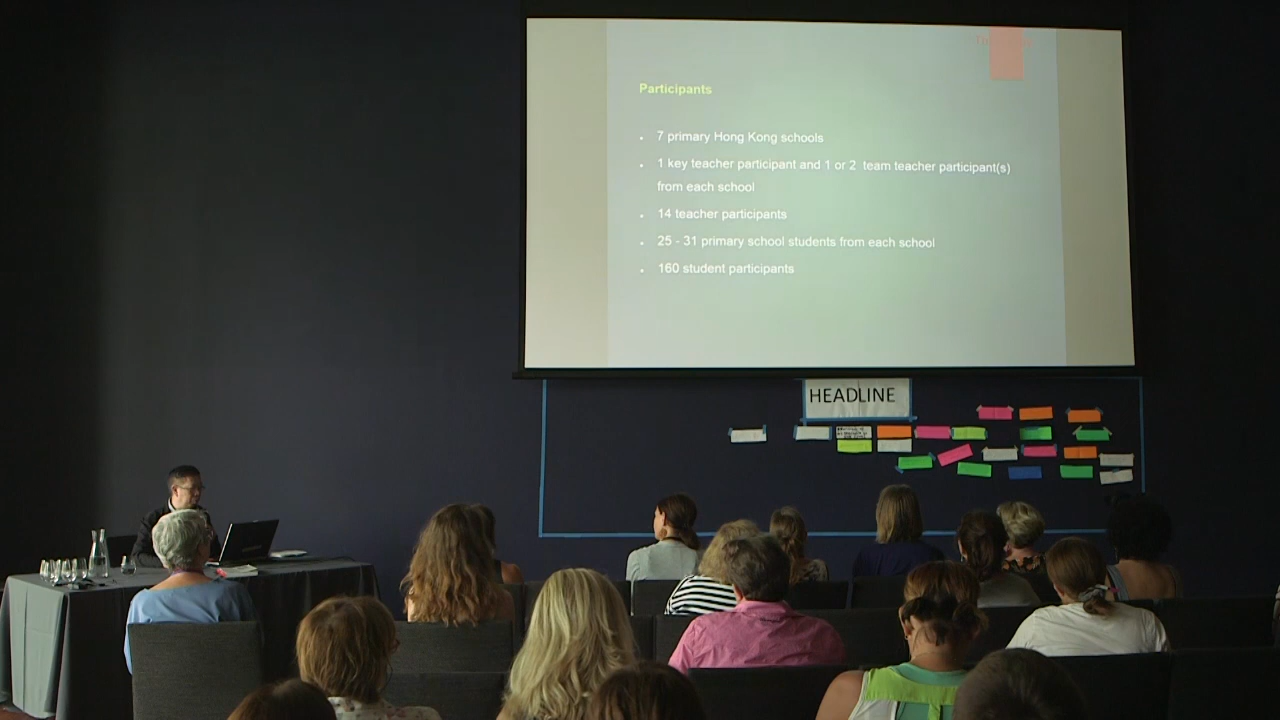 Participants
7 primary Hong Kong schools
1 key teacher participant and 1 or 2 team teacher participant(s)
from each school
14 teacher participants
25 - 31 primary school students from each school
160 student participants
HEADLINE